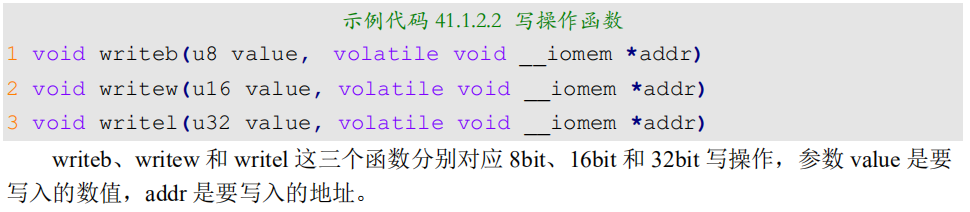 示例代码 41.1.2.2 写操作函数
1 void writeb(u8 value, volatile void __iomem *addr)
2 void writew(u16 value, volatile void __iomem *addr)
3 void writel(u32 value, volatile void __iomem *addr)
writeb、writew 和 writel 这三个函数分别对应 8bit、16bit 和 32bit 写操作，参数 value 是要
写入的数值，addr 是要写入的地址。